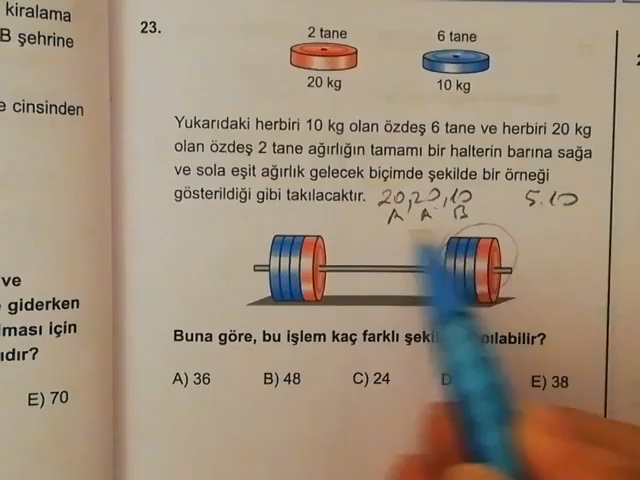 kiralama
B şehrine
e cinsinden
ve
giderken
lması için
ıdır?
E) 70
23.
2 tane
6 tane
20 kg
10 kg
Yukarıdaki herbiri 10 kg olan özdeş 6 tane ve herbiri 20 kg
olan özdeş 2 tane ağırlığın tamamı bir halterin barına sağa
ve sola eşit ağırlık gelecek biçimde şekilde bir örneği
gösterildiği gibi takılacaktır.
20,20,10
5.10
A A B
Buna göre, bu işlem kaç farklı şekil
pılabilir?
A) 36
B) 48
C) 24
D
E) 38